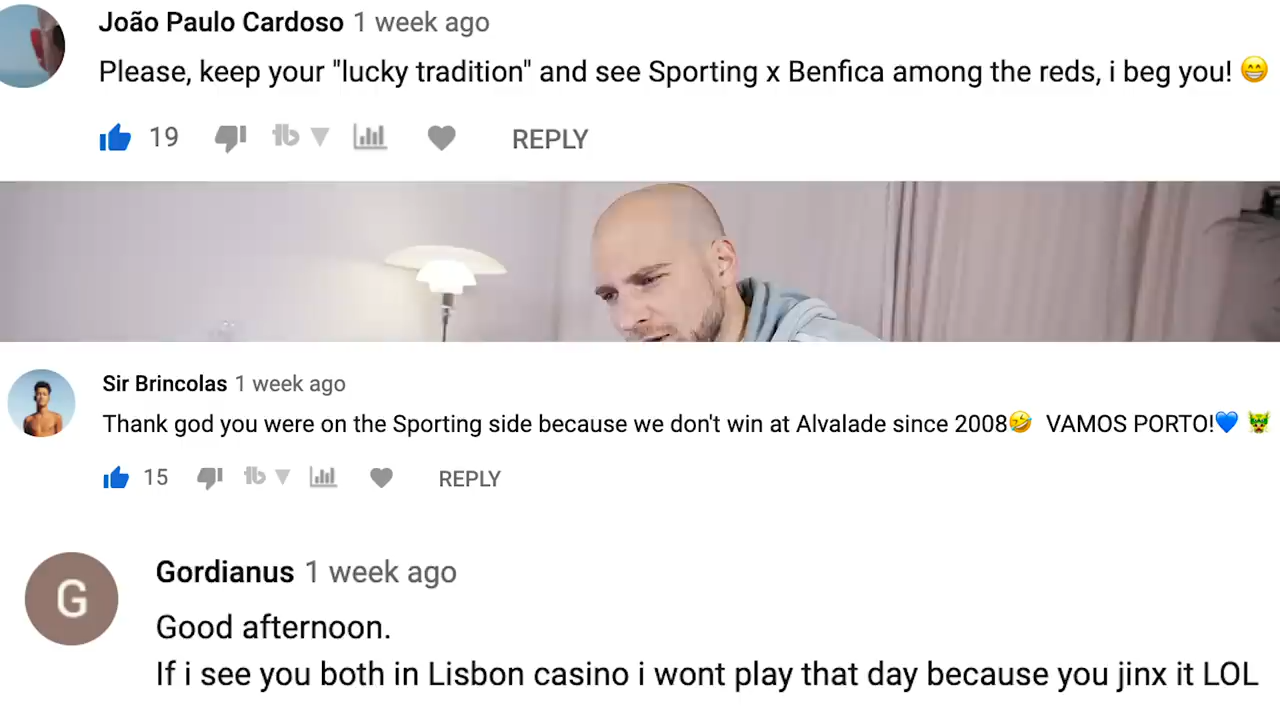 João Paulo Cardoso 1 week ago
Please, keep your "lucky tradition" and see Sporting x Benfica among the reds, i beg you! 😁
19 REPLY
Sir Brincolas 1 week ago
Thank god you were on the Sporting side because we don't win at Alvalade since 2008🤣 VAMOS PORTO!💙 🐲
15 REPLY
G
Gordianus 1 week ago
Good afternoon.
If i see you both in Lisbon casino i wont play that day because you jinx it LOL